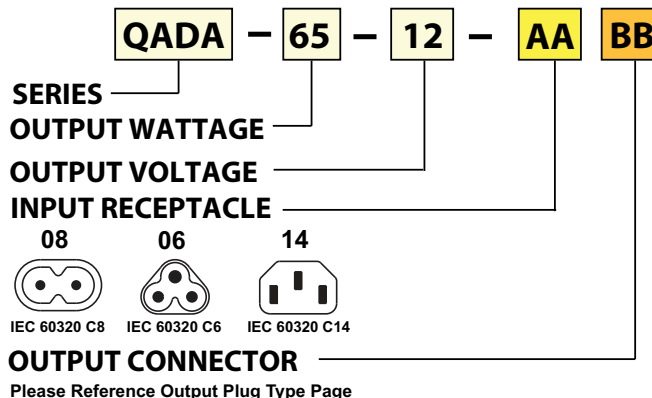 QADA - 65 - 12 - AA BB
SERIES
OUTPUT WATTAGE
OUTPUT VOLTAGE
INPUT RECEPTACLE
08 06 14
IEC 60320 C8 IEC 60320 C6 IEC 60320 C14
OUTPUT CONNECTOR
Please Reference Output Plug Type Page